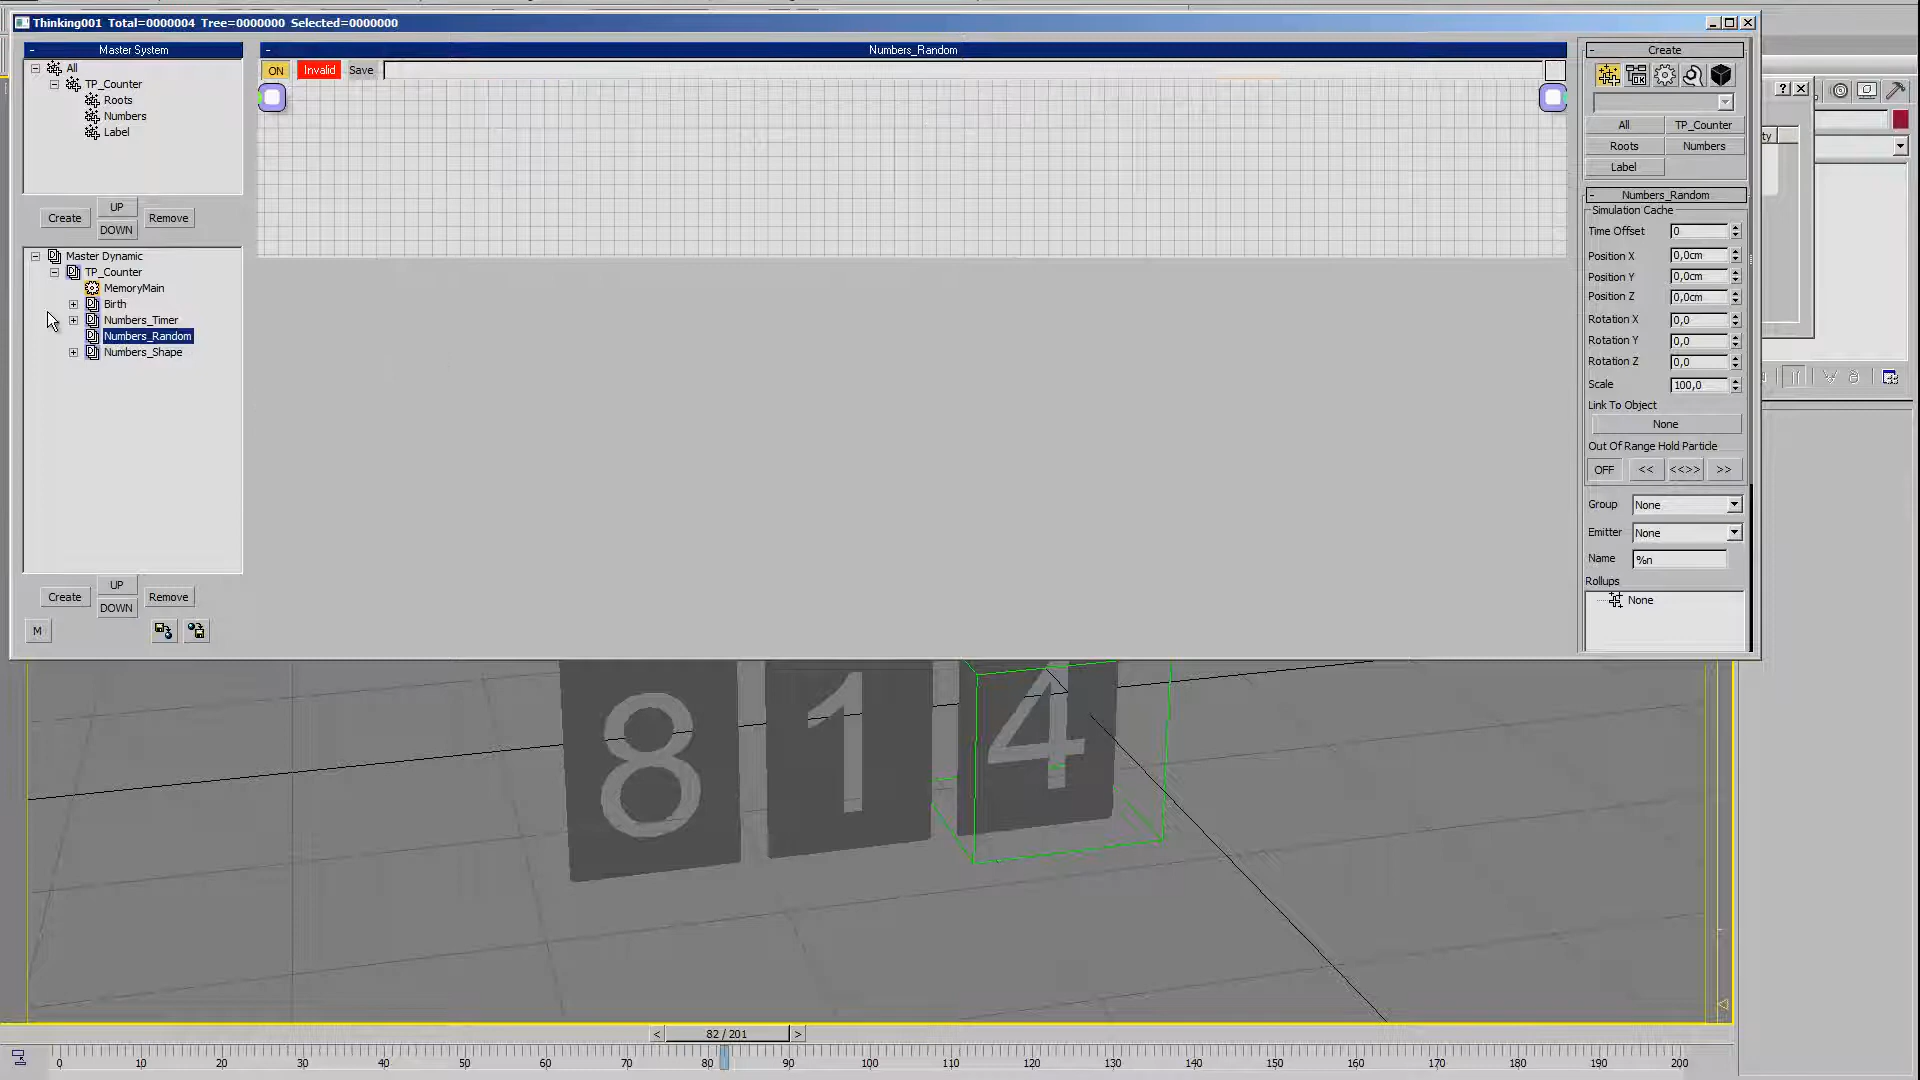 Thinking001 Total=0000004 Tree=0000000 Selected=0000000
- Master System
- Numbers_Random
- Create
All
TP_Counter
Roots
Numbers
Label
ON Invalid Save
All TP_Counter
Roots Numbers
Label
Create UP Remove
DOWN
Master Dynamic
TP_Counter
MemoryMain
Birth
Numbers_Timer
Numbers_Random
Numbers_Shape
- Numbers_Random
Simulation Cache
Time Offset 0
Position X 0,0cm
Position Y 0,0cm
Position Z 0,0cm
Rotation X 0,0
Rotation Y 0,0
Rotation Z 0,0
Scale 100,0
Link To Object
None
Out Of Range Hold Particle
OFF << <<>> >>
Group None
Emitter None
Name %n
Rollups
None
Create UP Remove
DOWN
M
8 1 4
< 82 / 201 >
0 10 20 30 40 50 60 70 80 90 100 110 120 130 140 150 160 170 180 190 200